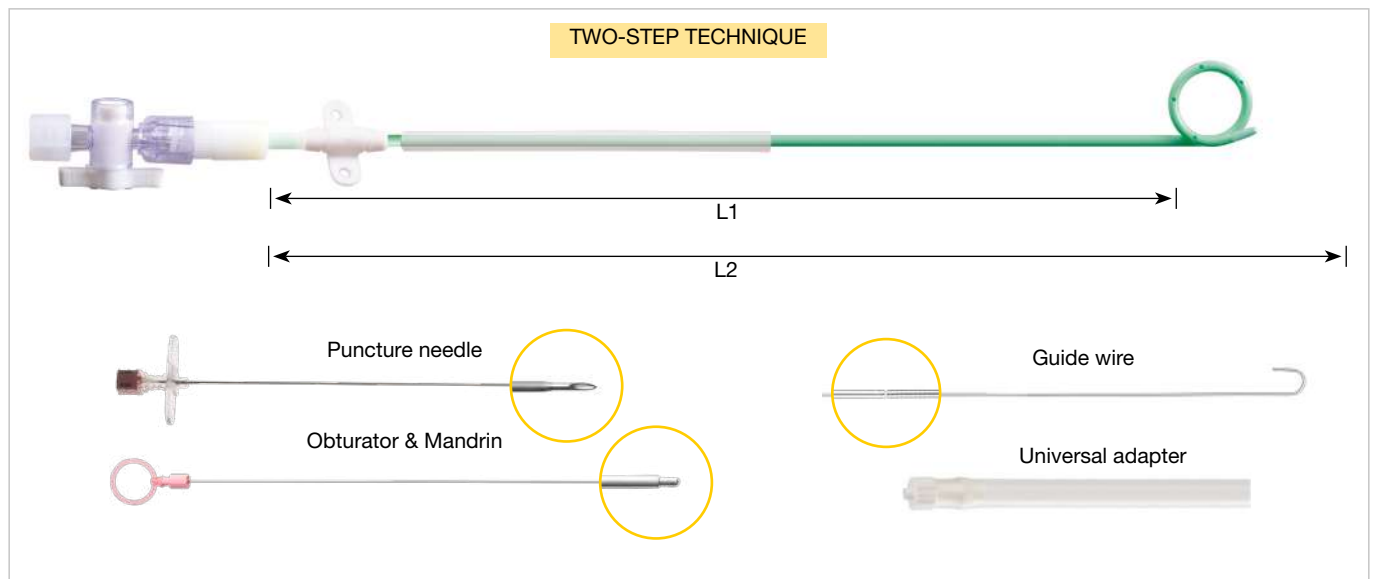 TWO-STEP TECHNIQUE
L1
L2
Puncture needle
Guide wire
Obturator & Mandrin
Universal adapter